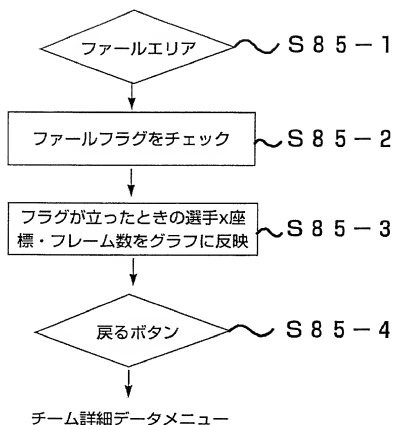 ファールエリア
S85-1
ファールフラグをチェック
S85-2
フラグが立ったときの選手x座
標・フレーム数をグラフに反映
S85-3
戻るボタン
S85-4
チーム詳細データメニュー